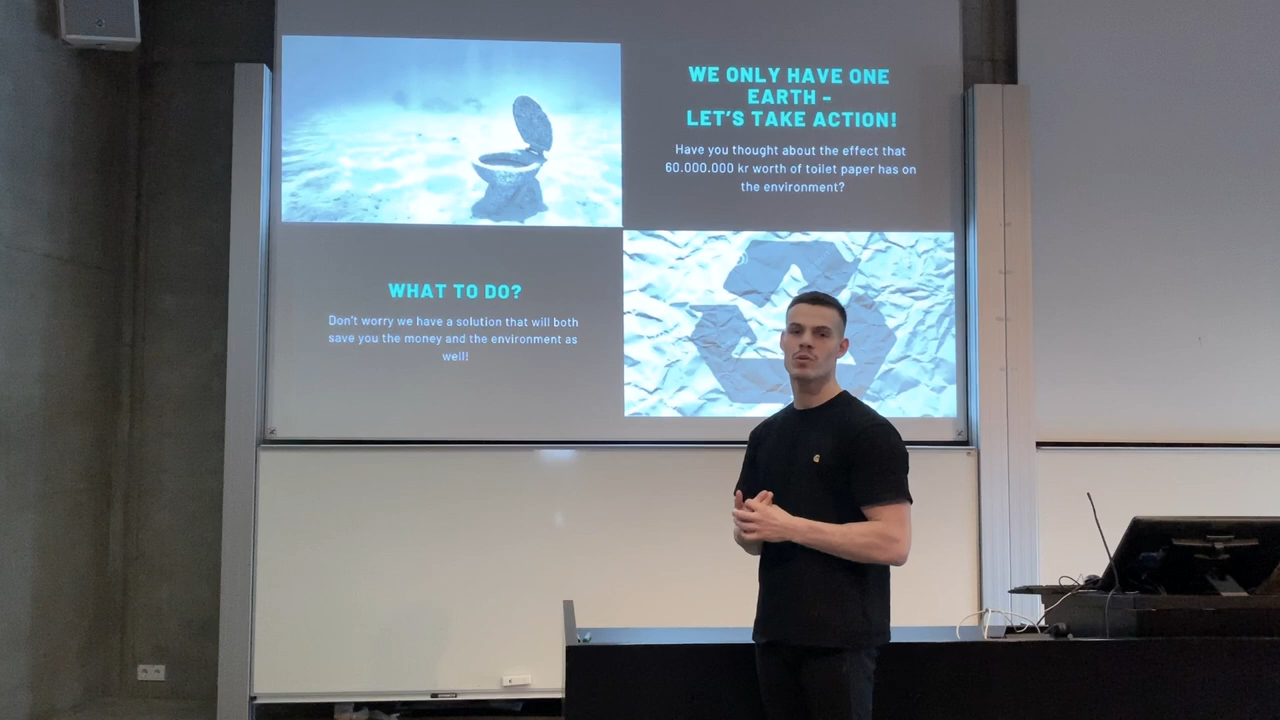 WE ONLY HAVE ONE
EARTH -
LET'S TAKE ACTION!
Have you thought about the effect that
60.000.000 kr worth of toilet paper has on
the environment?
WHAT TO DO?
Don't worry we have a solution that will both
save you the money and the environment as
well!